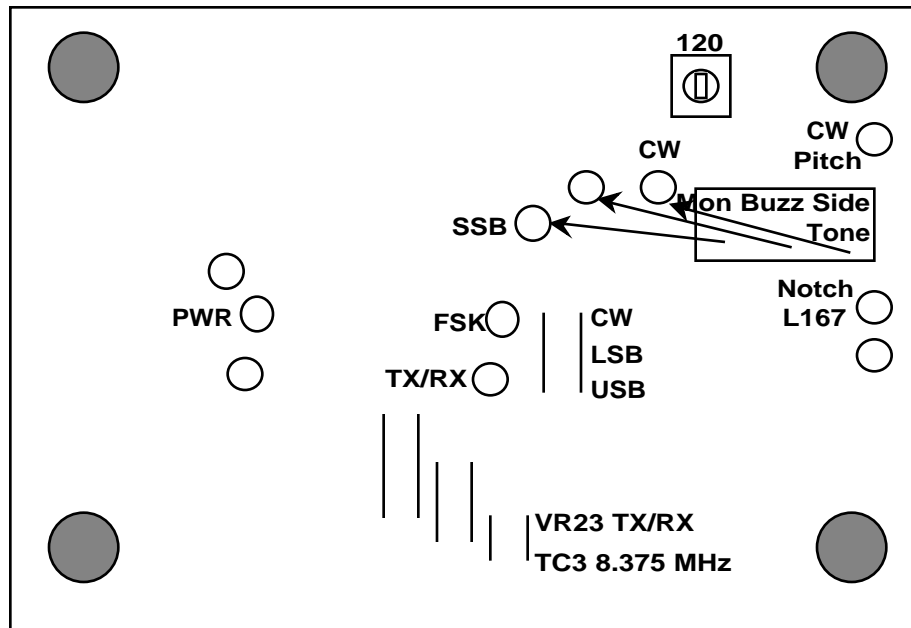 120
CW
Pitch
CW
Mon Buzz Side
Tone
SSB
Notch
L167
PWR
FSK
CW
LSB
USB
TX/RX
VR23 TX/RX
TC3 8.375 MHz